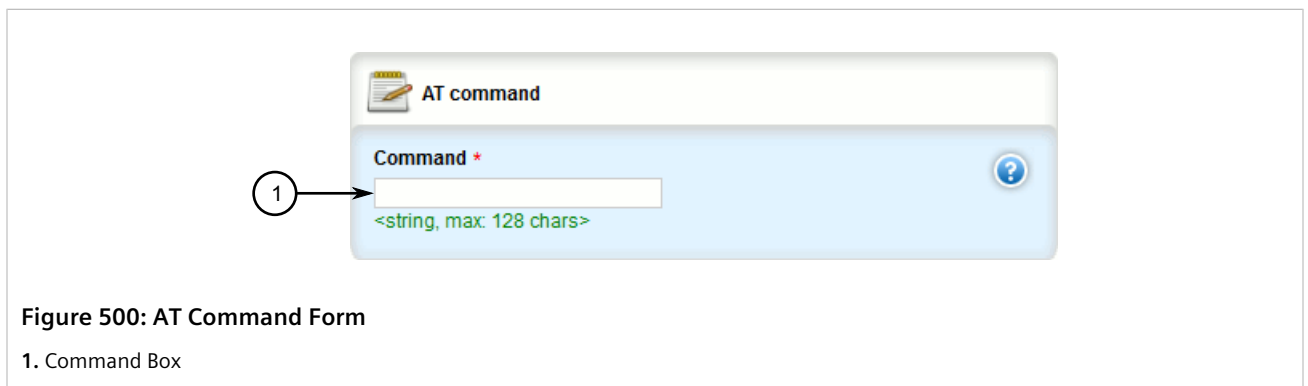 AT command
Command *
1
<string, max: 128 chars>
Figure 500: AT Command Form
1. Command Box